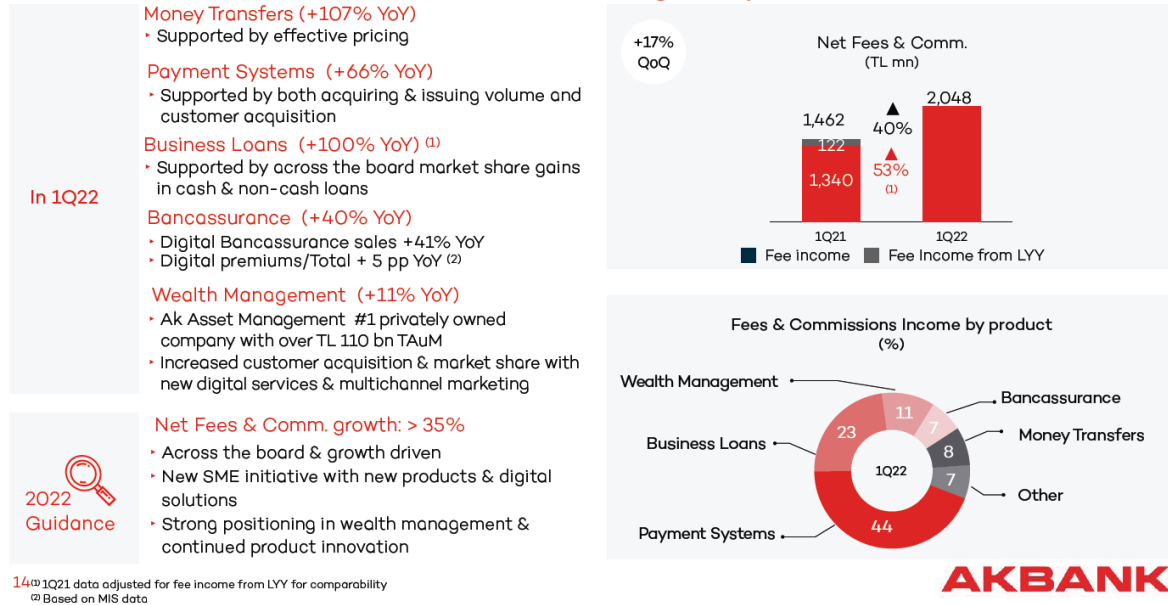 Money Transfers (+107% YoY)
‣ Supported by effective pricing
Payment Systems (+66% YoY)
‣ Supported by both acquiring & issuing volume and
customer acquisition
Business Loans (+100% YoY) (1)
‣ Supported by across the board market share gains
in cash & non-cash loans
In 1Q22
Bancassurance (+40% YoY)
‣ Digital Bancassurance sales +41% YoY
‣ Digital premiums/Total + 5 pp YoY (2)
Wealth Management (+11% YoY)
‣ Ak Asset Management #1 privately owned
company with over TL 110 bn TAuM
‣ Increased customer acquisition & market share with
new digital services & multichannel marketing
2022
Guidance
Net Fees & Comm. growth: > 35%
‣ Across the board & growth driven
‣ New SME initiative with new products & digital
solutions
‣ Strong positioning in wealth management &
continued product innovation
+17%
QoQ
Net Fees & Comm.
(TL mn)
1,462
122
1,340
40%
53%
(1)
2,048
1Q21
1Q22
Fee income
Fee Income from LYY
Fees & Commissions Income by product
(%)
Wealth Management
Bancassurance
Business Loans
Money Transfers
Other
Payment Systems
11
7
23
8
7
44
1Q22
14 (1) 1Q21 data adjusted for fee income from LYY for comparability
(2) Based on MIS data
AKBANK